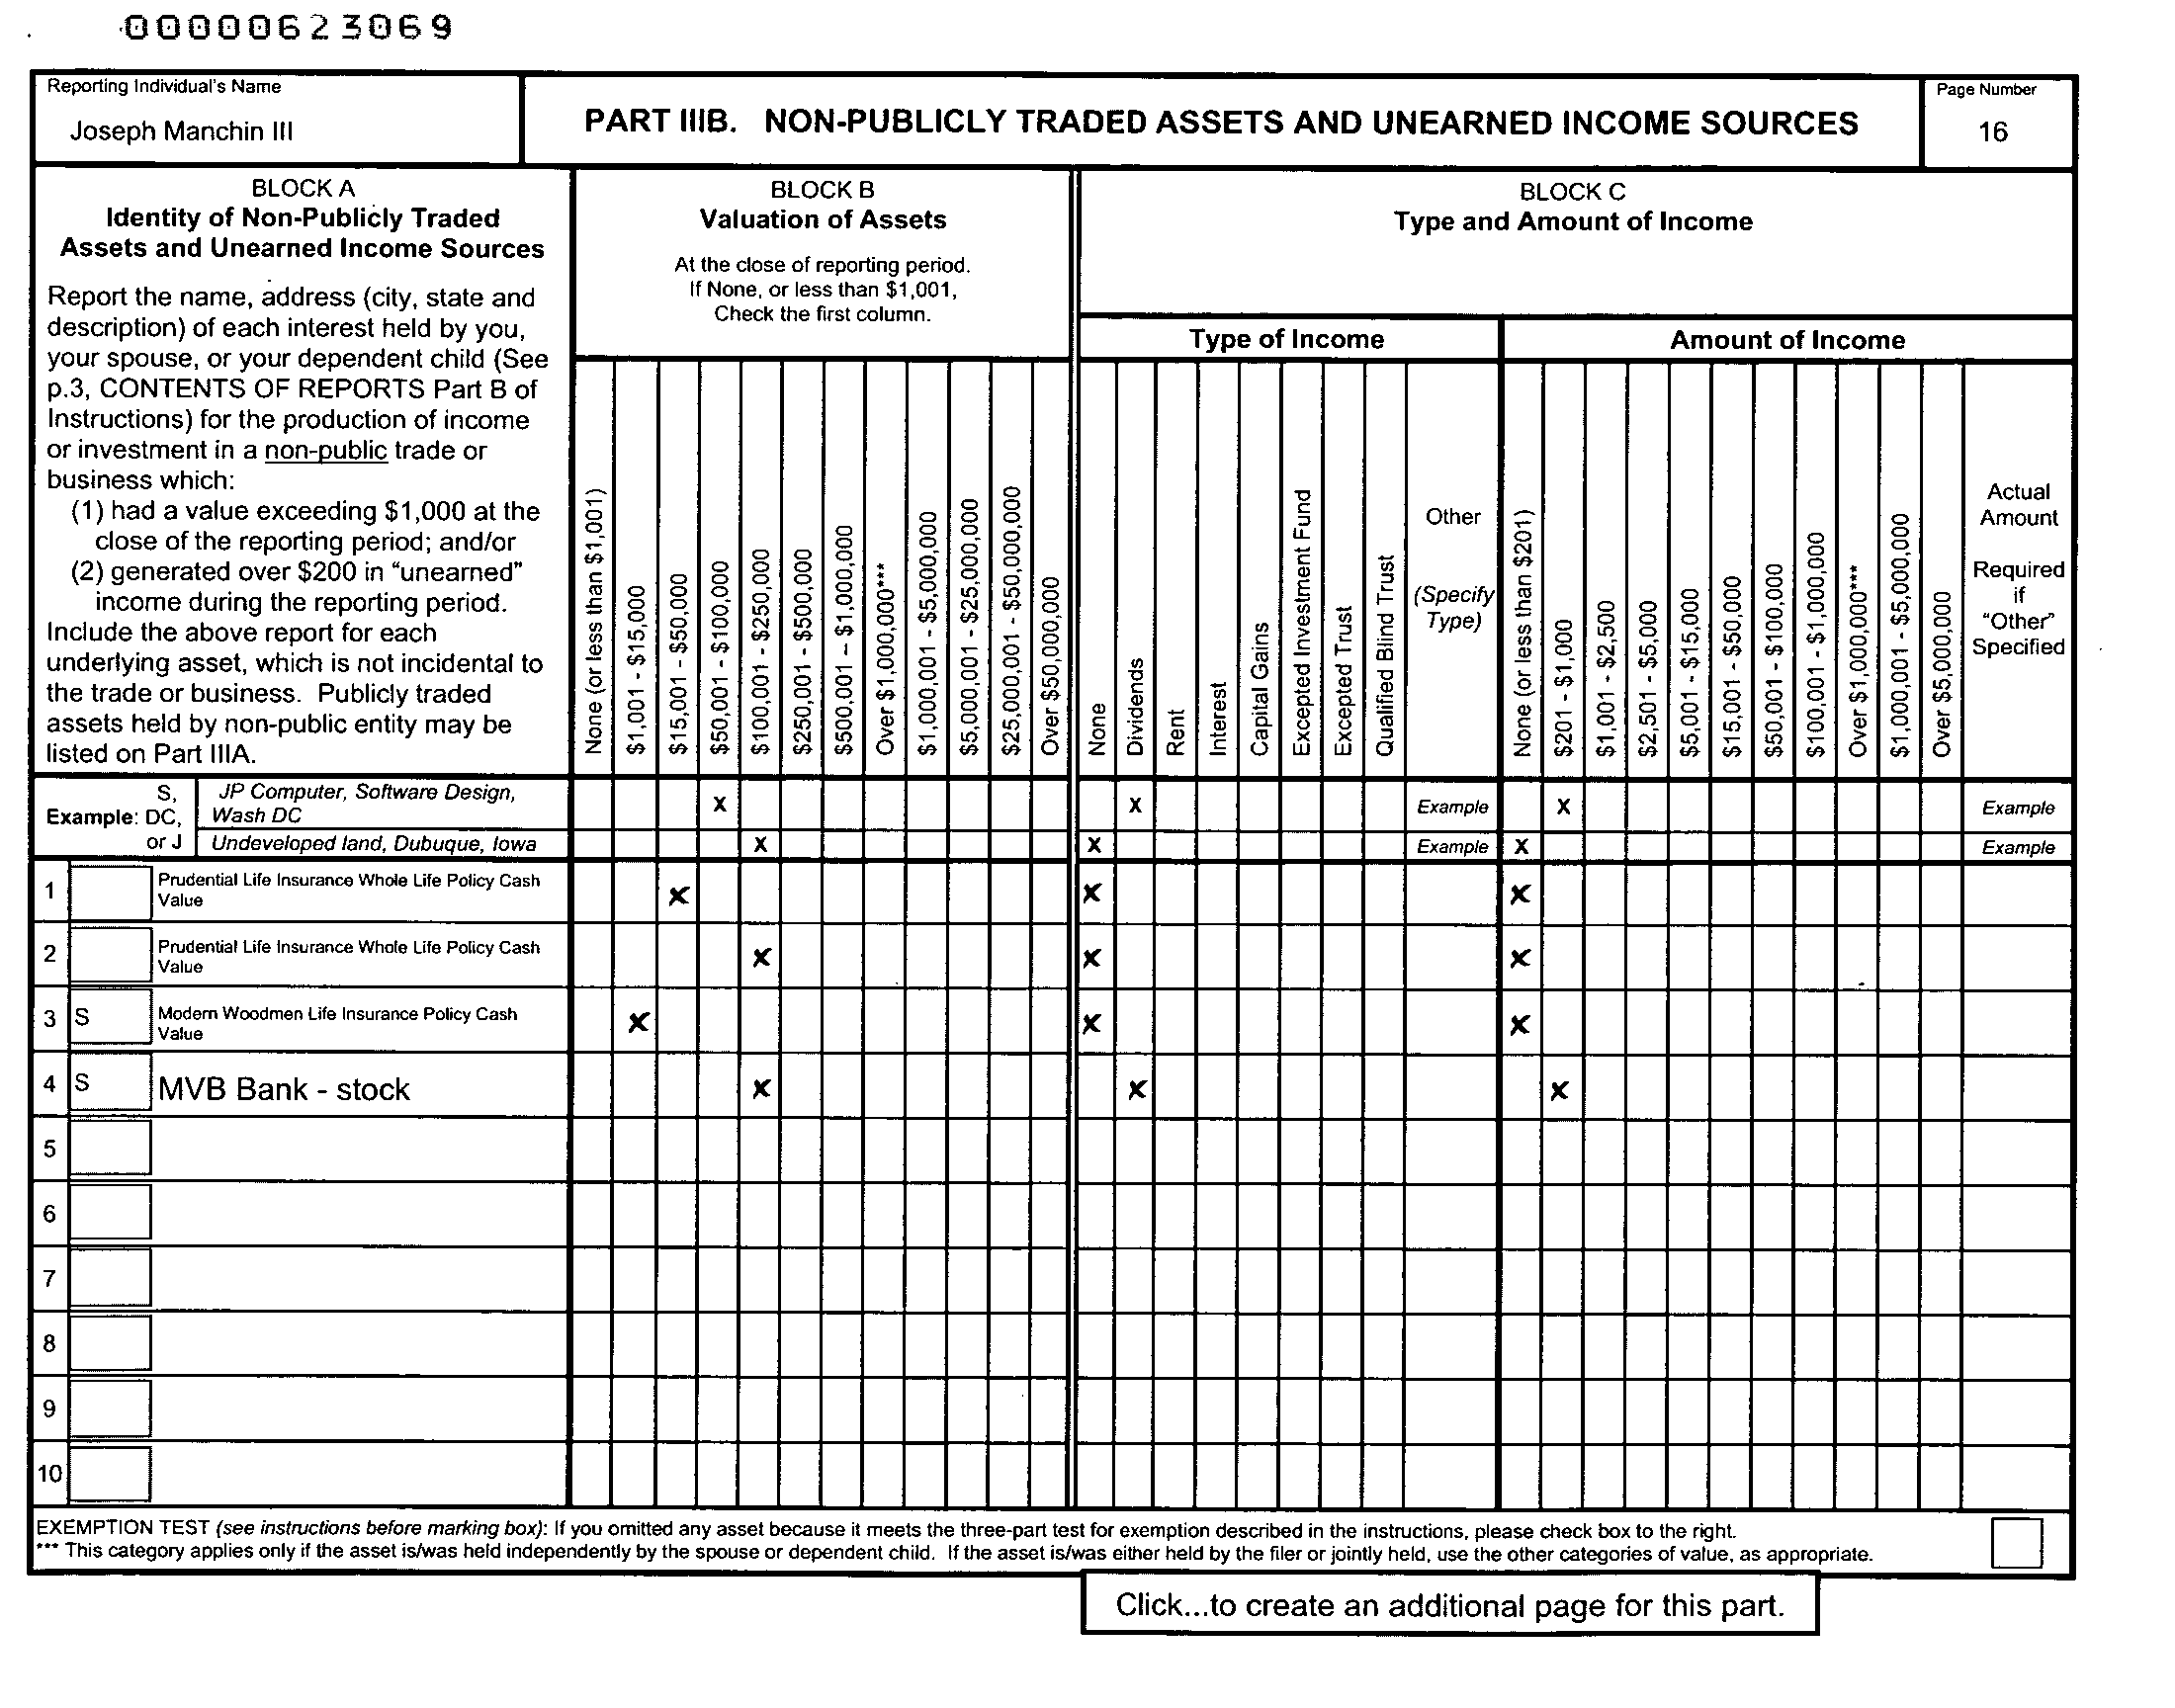 00000623069
Reporting Individual's Name
Joseph Manchin III
PART IIIB. NON-PUBLICLY TRADED ASSETS AND UNEARNED INCOME SOURCES
Page Number
16
BLOCK A
Identity of Non-Publicly Traded
Assets and Unearned Income Sources
Report the name, address (city, state and
description) of each interest held by you,
your spouse, or your dependent child (See
p.3, CONTENTS OF REPORTS Part B of
Instructions) for the production of income
or investment in a non-public trade or
business which:
(1) had a value exceeding $1,000 at the
close of the reporting period; and/or
(2) generated over $200 in "unearned"
income during the reporting period.
Include the above report for each
underlying asset, which is not incidental to
the trade or business. Publicly traded
assets held by non-public entity may be
listed on Part IIIA.
BLOCK B
Valuation of Assets
At the close of reporting period.
If None, or less than $1,001,
Check the first column.
None (or less than $1,001)
$1,001 - $15,000
$15,001 - $50,000
$50,001 - $100,000
$100,001 - $250,000
$250,001 - $500,000
$500,001 – $1,000,000
Over $1,000,000***
$1,000,001 - $5,000,000
$5,000,001 - $25,000,000
$25,000,001 - $50,000,000
Over $50,000,000
BLOCK C
Type and Amount of Income
Type of Income
None
Dividends
Rent
Interest
Capital Gains
Excepted Investment Fund
Excepted Trust
Qualified Blind Trust
Other
(Specify
Type)
Amount of Income
None (or less than $201)
$201 - $1,000
$1,001 - $2,500
$2,501 - $5,000
$5,001 - $15,000
$15,001 - $50,000
$50,001 - $100,000
$100,001 - $1,000,000
Over $1,000,000***
$1,000,001 - $5,000,000
Over $5,000,000
Actual
Amount
Required
if
"Other"
Specified
S,
Example: DC,
or J
JP Computer, Software Design,
Wash DC
X X Example X Example
Undeveloped land, Dubuque, Iowa
X X Example X Example
1 Prudential Life Insurance Whole Life Policy Cash
Value
X X X
2 Prudential Life Insurance Whole Life Policy Cash
Value
X X X
3 S Modern Woodmen Life Insurance Policy Cash
Value
X X X
4 S MVB Bank - stock X X X
5
6
7
8
9
10
EXEMPTION TEST (see instructions before marking box): If you omitted any asset because it meets the three-part test for exemption described in the instructions, please check box to the right.
*** This category applies only if the asset is/was held independently by the spouse or dependent child. If the asset is/was either held by the filer or jointly held, use the other categories of value, as appropriate.
Click...to create an additional page for this part.